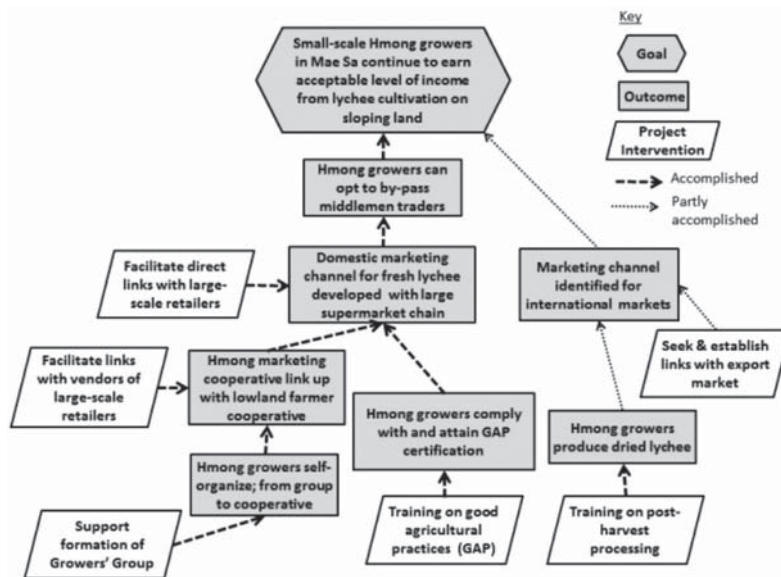 Key
Goal
Outcome
Project
Intervention
Accomplished
Partly
accomplished
Small-scale Hmong growers
in Mae Sa continue to earn
acceptable level of income
from lychee cultivation on
sloping land
Hmong growers can
opt to by-pass
middlemen traders
Facilitate direct
links with large-
scale retailers
Domestic marketing
channel for fresh lychee
developed with large
supermarket chain
Marketing channel
identified for
international markets
Facilitate links
with vendors of
large-scale
retailers
Hmong marketing
cooperative link up
with lowland farmer
cooperative
Seek & establish
links with export
market
Hmong growers comply
with and attain GAP
certification
Hmong growers
produce dried lychee
Hmong growers self-
organize; from group
to cooperative
Support
formation of
Growers' Group
Training on good
agricultural
practices (GAP)
Training on post-
harvest
processing